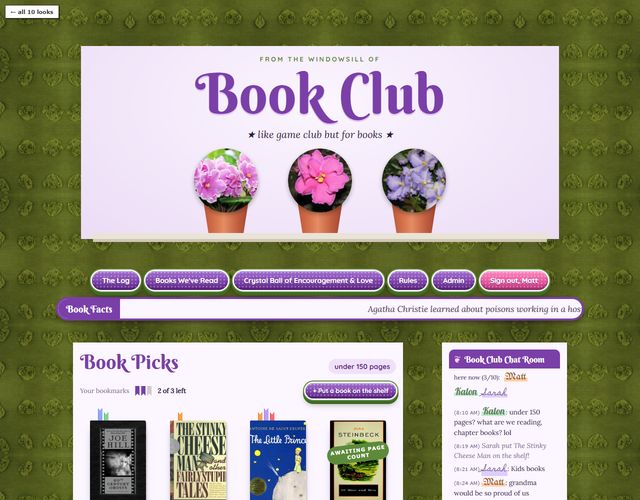 ← all 10 looks
FROM THE WINDOWSILL OF
Book Club
★ like game club but for books ★
The Log
Books We've Read
Crystal Ball of Encouragement & Love
Rules
Admin
Sign out, Matt
Book Facts
Agatha Christie learned about poisons working in a hos
Book Picks
under 150 pages
Your bookmarks
2 of 3 left
+ Put a book on the shelf
JOE
HILL
20TH
CENTURY
GHOSTS
THE STINKY
CHEESE
MAN and
other
FAIRLY STUPID
TALES
ANTOINE DE SAINT-EXUPÉRY
The Little Prince
STEINBECK
AWAITING PAGE
COUNT
Book Club Chat Room
here now (3/10): Matt
Kalon Sarah
(8:10 AM) Kalon: under 150
pages? what are we reading,
chapter books? lol
(8:19 AM) Sarah put The Stinky
Cheese Man on the shelf!
(8:21 AM) Sarah: Kids books
(8:24 AM) Matt: grandma
would be so proud of us